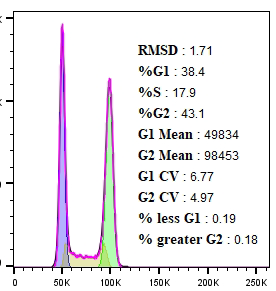 RMSD : 1.71
%G1 : 38.4
%S : 17.9
%G2 : 43.1
G1 Mean : 49834
G2 Mean : 98453
G1 CV : 6.77
G2 CV : 4.97
% less G1 : 0.19
% greater G2 : 0.18
0 50K 100K 150K 200K 250K